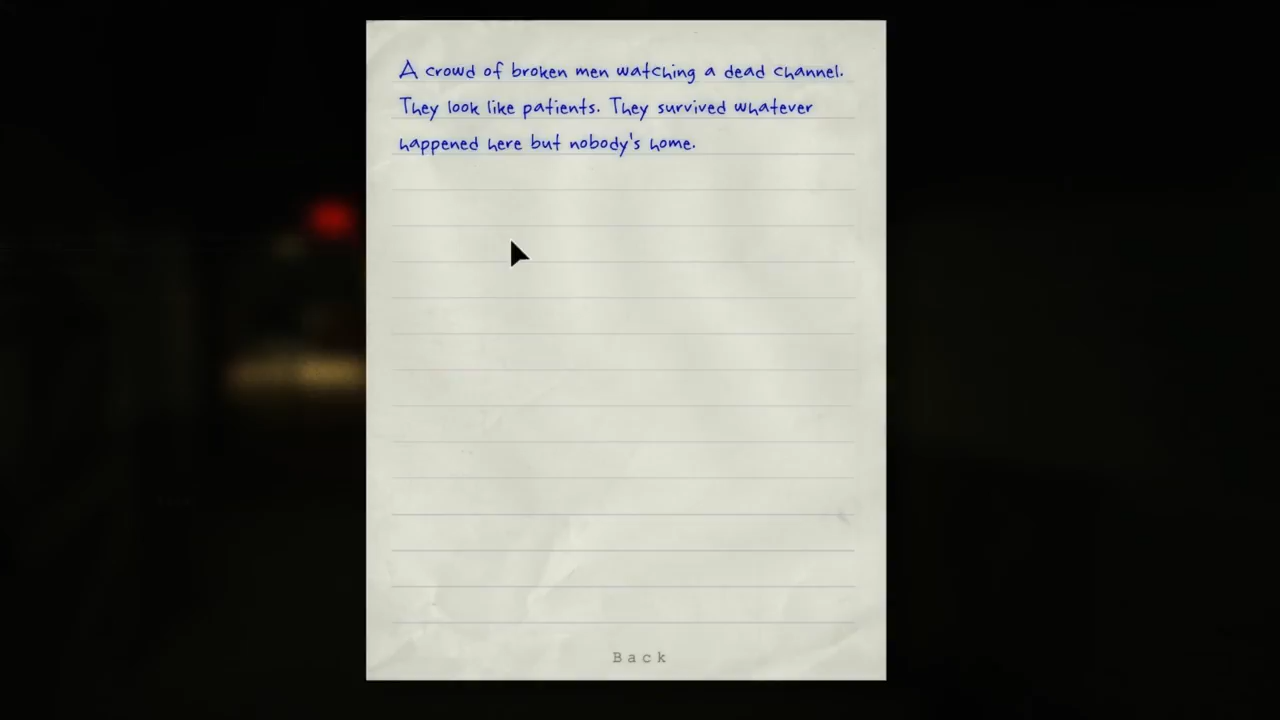 A crowd of broken men watching a dead channel.
They look like patients. They survived whatever
happened here but nobody's home.
Back